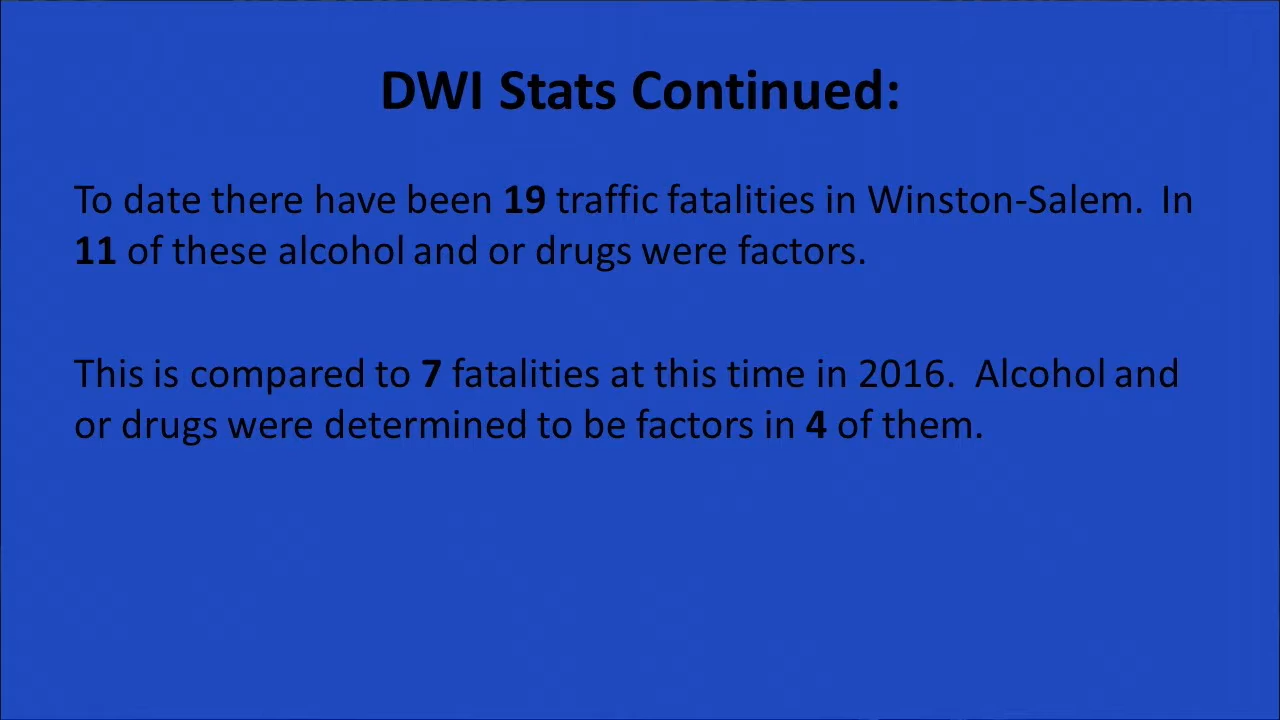 DWI Stats Continued:
To date there have been 19 traffic fatalities in Winston-Salem.  In
11 of these alcohol and or drugs were factors.
This is compared to 7 fatalities at this time in 2016.  Alcohol and
or drugs were determined to be factors in 4 of them.